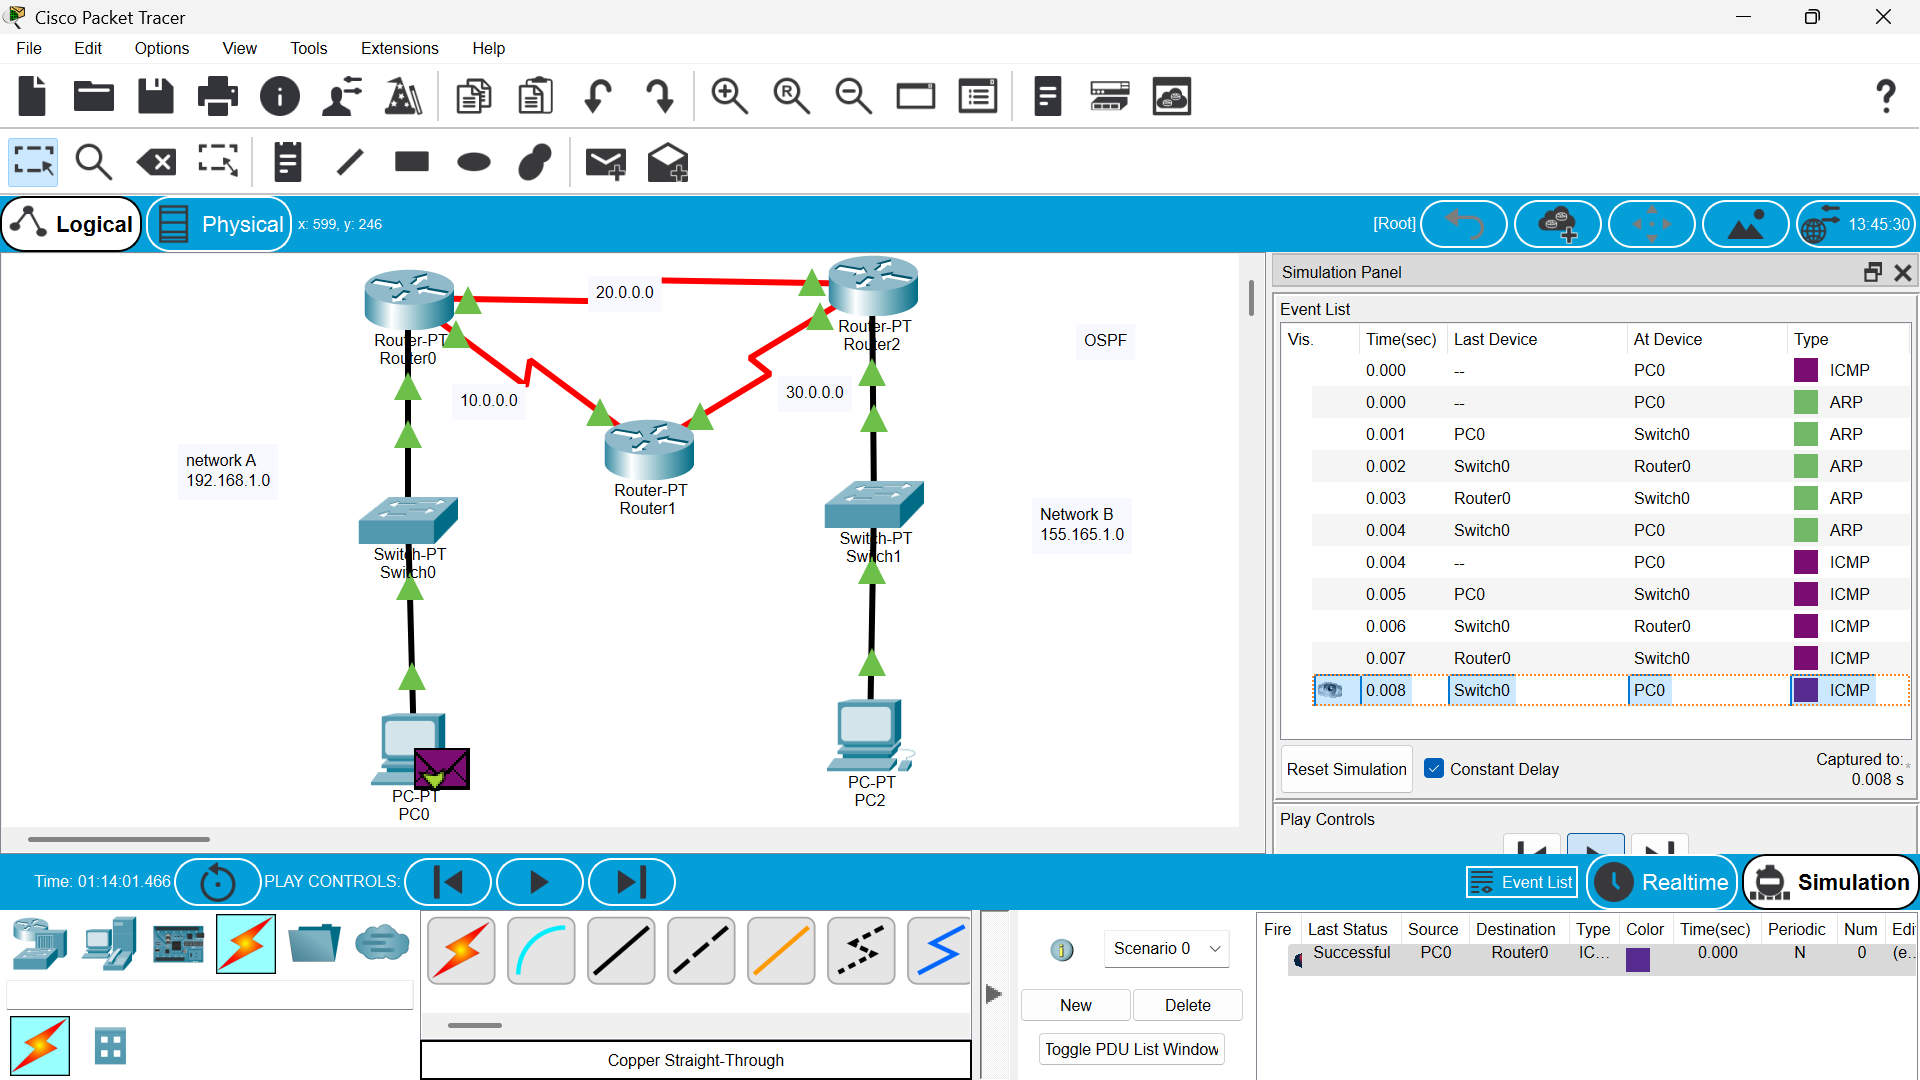 Cisco Packet Tracer
File Edit Options View Tools Extensions Help
Logical Physical x: 599, y: 246 [Root] 13:45:30
20.0.0.0
Router-PT
Router0
Router-PT
Router2
OSPF
10.0.0.0
30.0.0.0
network A
192.168.1.0
Router-PT
Router1
Switch-PT
Switch0
Switch-PT
Switch1
Network B
155.165.1.0
PC-PT
PC0
PC-PT
PC2
Simulation Panel
Event List
Vis. Time(sec) Last Device At Device Type
0.000 -- PC0 ICMP
0.000 -- PC0 ARP
0.001 PC0 Switch0 ARP
0.002 Switch0 Router0 ARP
0.003 Router0 Switch0 ARP
0.004 Switch0 PC0 ARP
0.004 -- PC0 ICMP
0.005 PC0 Switch0 ICMP
0.006 Switch0 Router0 ICMP
0.007 Router0 Switch0 ICMP
0.008 Switch0 PC0 ICMP
Reset Simulation Constant Delay Captured to: *
0.008 s
Play Controls
Time: 01:14:01.466 PLAY CONTROLS: Event List Realtime Simulation
Copper Straight-Through
Scenario 0
New Delete
Toggle PDU List Window
Fire Last Status Source Destination Type Color Time(sec) Periodic Num Edi
Successful PC0 Router0 IC... 0.000 N 0 (e..